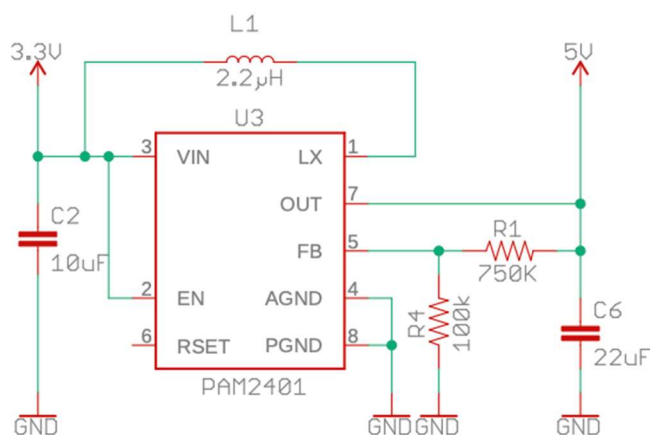 L1
3.3V
5V
2.2µH
U3
3 VIN LX 1
OUT 7
C2
R1
FB 5
10uF
750K
2 EN AGND 4
R4
100k
C6
6 RSET PGND 8
22uF
PAM2401
GND GND GND GND